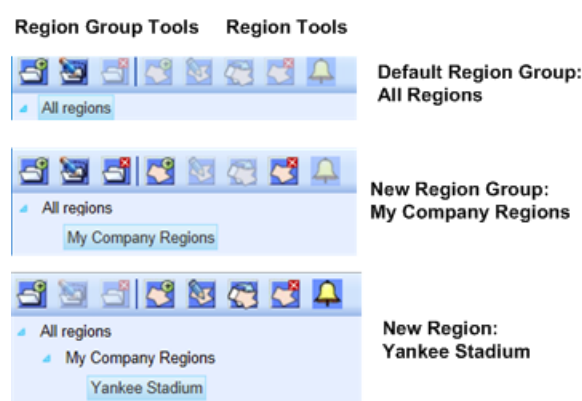 Region Group Tools Region Tools
Default Region Group:
All Regions
All regions
New Region Group:
My Company Regions
All regions
My Company Regions
New Region:
Yankee Stadium
All regions
My Company Regions
Yankee Stadium